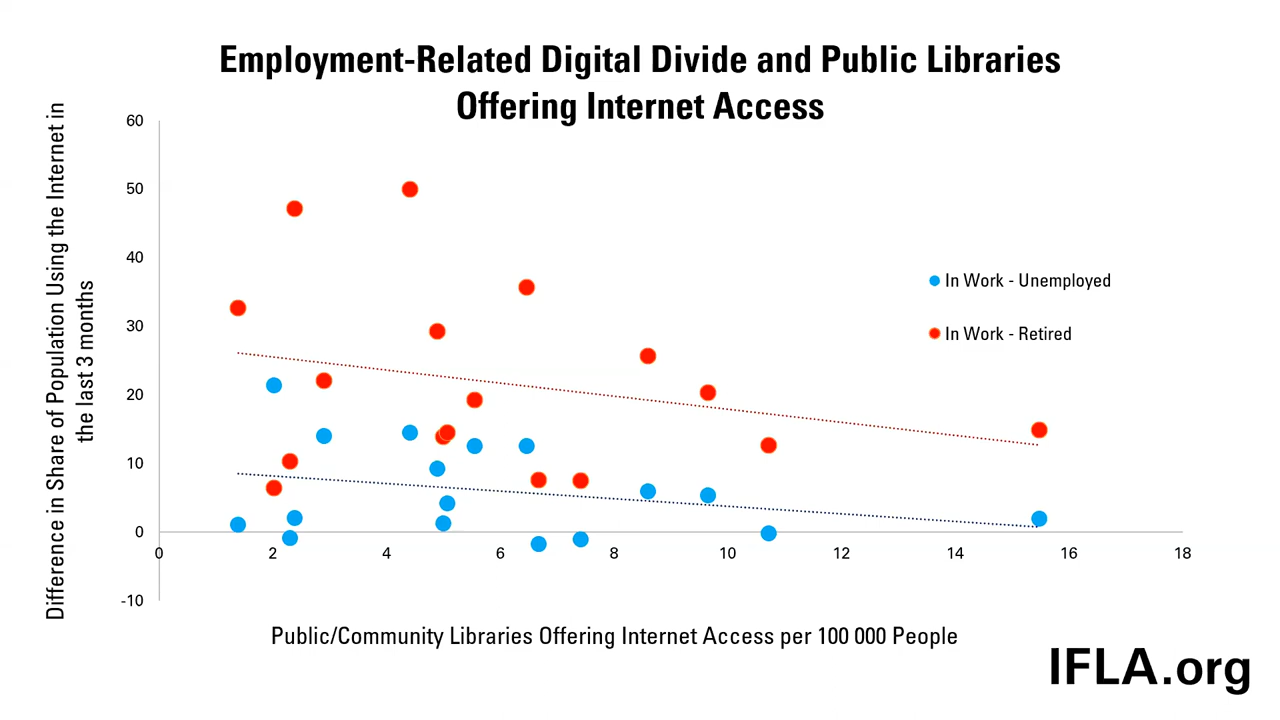 Employment-Related Digital Divide and Public Libraries
Offering Internet Access
Difference in Share of Population Using the Internet in
the last 3 months
60
50
40
30
20
10
0
-10
0 2 4 6 8 10 12 14 16 18
In Work - Unemployed
In Work - Retired
Public/Community Libraries Offering Internet Access per 100 000 People
IFLA.org